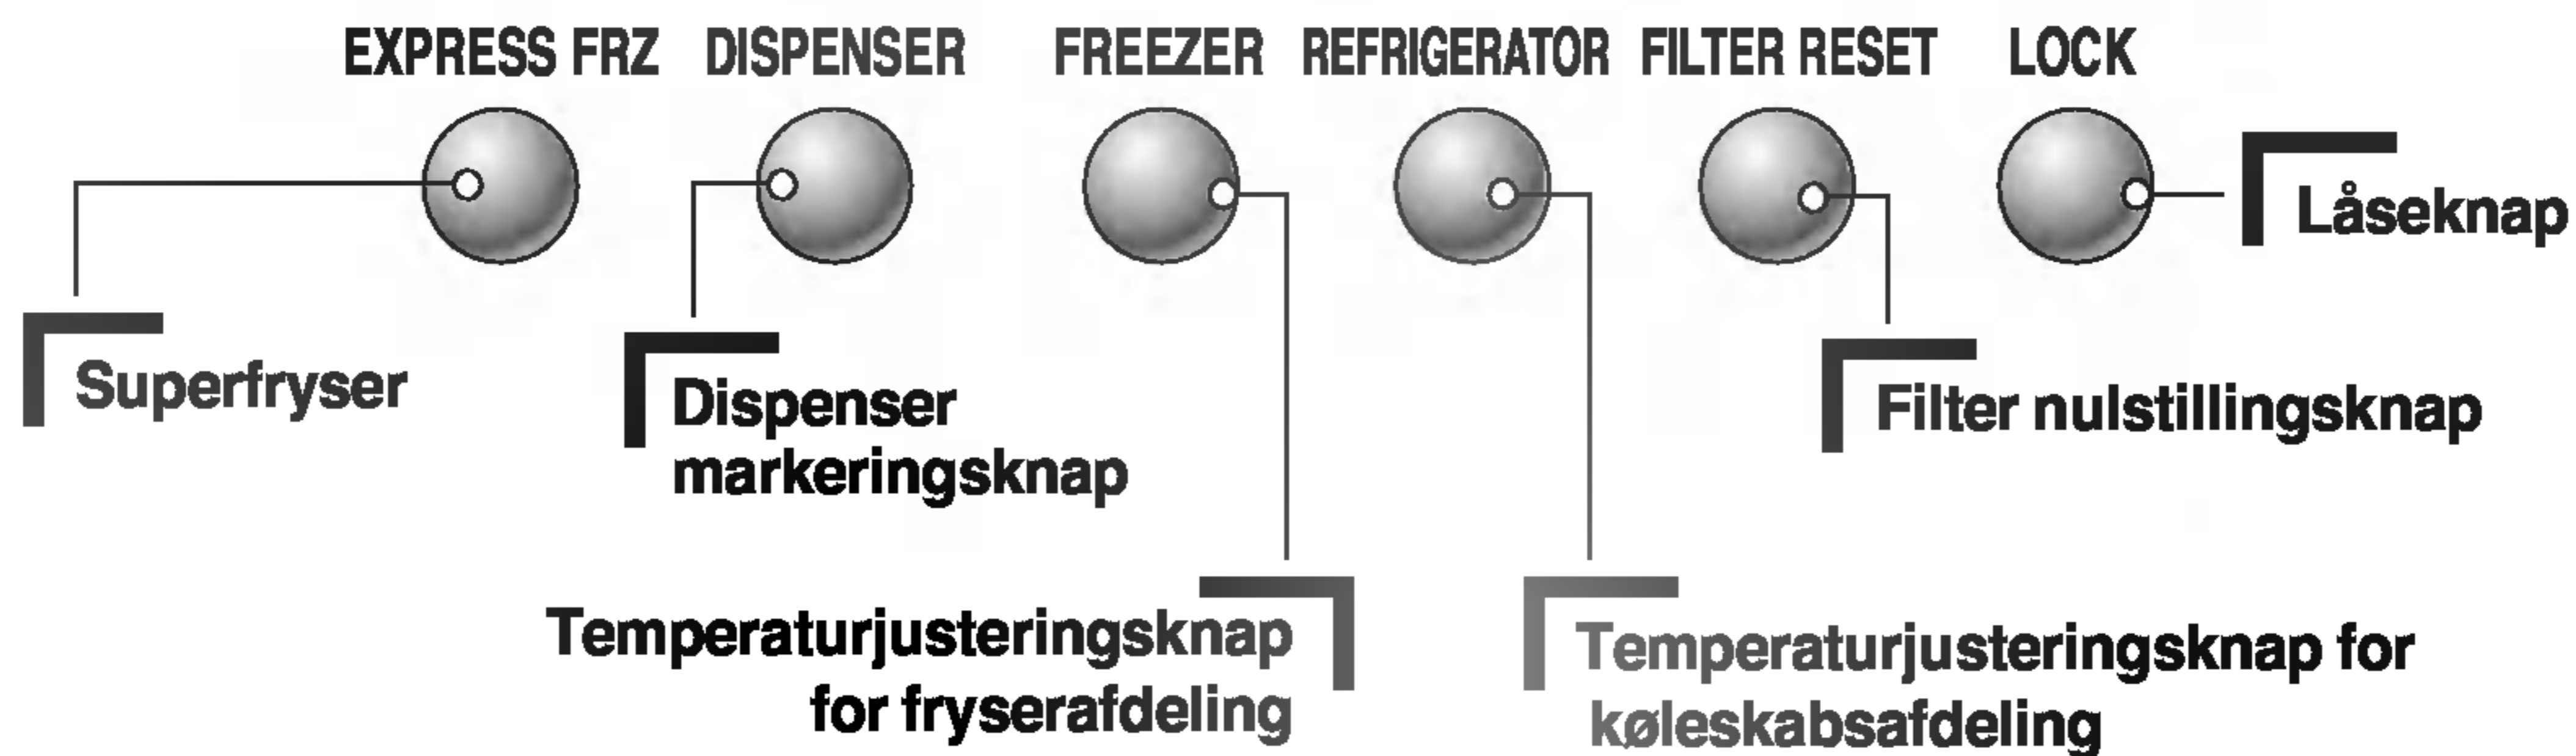 EXPRESS FRZ DISPENSER FREEZER REFRIGERATOR FILTER RESET LOCK
Låseknap
Superfryser
Dispenser
markeringsknap
Filter nulstillingsknap
Temperaturjusteringsknap
for fryserafdeling
Temperaturjusteringsknap for
køleskabsafdeling